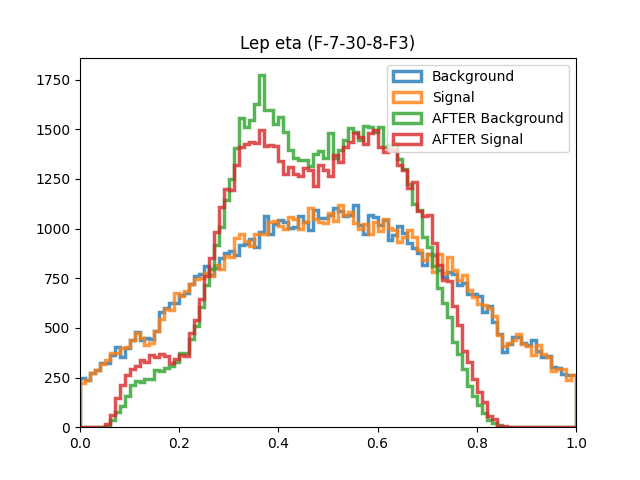 Lep eta (F-7-30-8-F3)
Background
Signal
AFTER Background
AFTER Signal
1750
1500
1250
1000
750
500
250
0
0.0 0.2 0.4 0.6 0.8 1.0